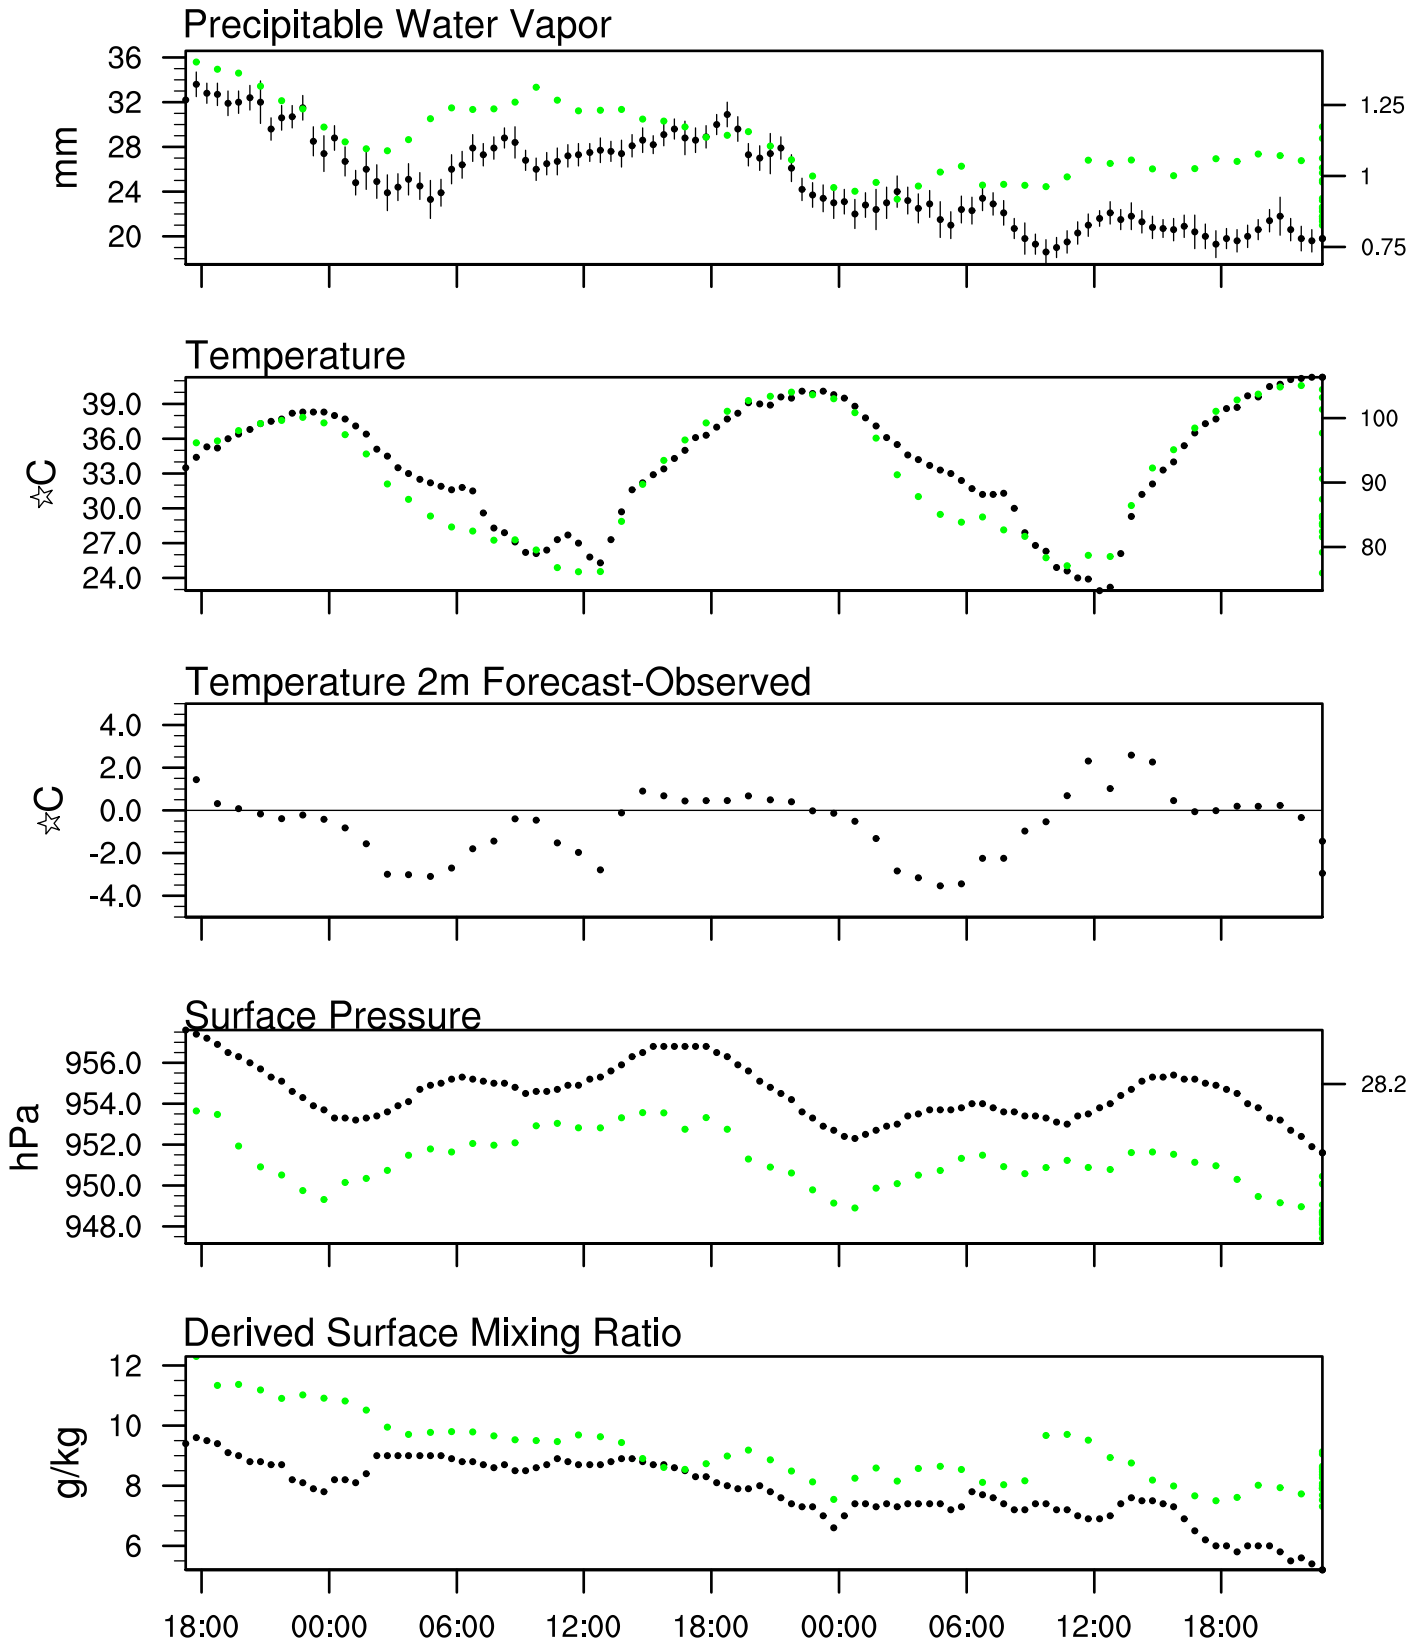 Precipitable Water Vapor
36
32
28
24
20
mm
1.25
1
0.75
Temperature
39.0
36.0
33.0
30.0
27.0
24.0
☆C
100
90
80
Temperature 2m Forecast-Observed
4.0
2.0
0.0
-2.0
-4.0
☆C
Surface Pressure
956.0
954.0
952.0
950.0
948.0
hPa
28.2
Derived Surface Mixing Ratio
12
10
8
6
g/kg
18:00 00:00 06:00 12:00 18:00 00:00 06:00 12:00 18:00